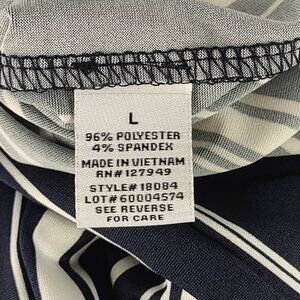 L
96% POLYESTER
4% SPANDEX
MADE IN VIETNAM
RN#127949
STYLE#18084
LOT#60004574
SEE REVERSE
FOR CARE